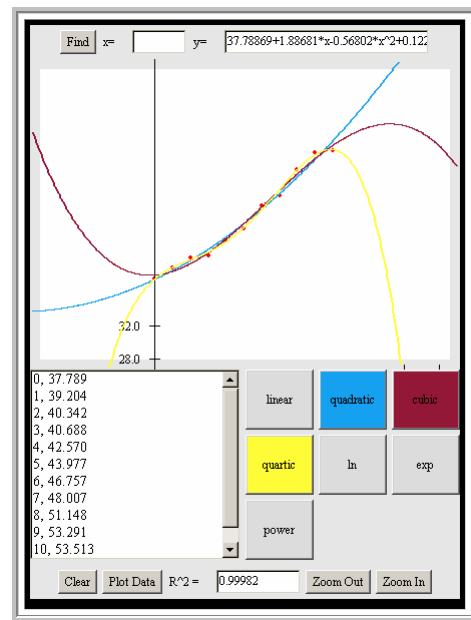 Find x= y= 37.78869+1.88681*x-0.56802*x^2+0.122
32.0
28.0
0, 37.789
1, 39.204
2, 40.342
3, 40.688
4, 42.570
5, 43.977
6, 46.757
7, 48.007
8, 51.148
9, 53.291
10, 53.513
linear quadratic cubic
quartic ln exp
power
Clear Plot Data R^2 = 0.99982 Zoom Out Zoom In